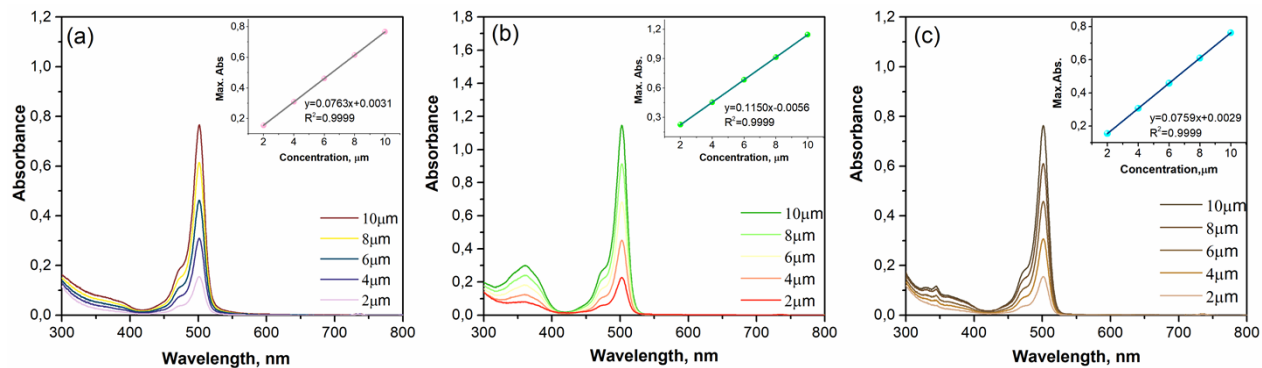 (a)
1,2
1,0
0,8
0,6
0,4
0,2
0,0
Absorbance
300 400 500 600 700 800
Wavelength, nm
10μm
8μm
6μm
4μm
2μm
Max. Abs
0,8
0,6
0,4
0,2
2 4 6 8 10
Concentration, μm
y=0.0763x+0.0031
R²=0.9999
(b)
1,8
1,6
1,4
1,2
1,0
0,8
0,6
0,4
0,2
0,0
Absorbance
300 400 500 600 700 800
Wavelength, nm
10μm
8μm
6μm
4μm
2μm
Max. Abs.
1,2
0,9
0,6
0,3
2 4 6 8 10
Concentration, μm
y=0.1150x-0.0056
R²=0.9999
(c)
1,2
1,0
0,8
0,6
0,4
0,2
0,0
Absorbance
300 400 500 600 700 800
Wavelength, nm
10μm
8μm
6μm
4μm
2μm
Max.Abs.
0,8
0,6
0,4
0,2
2 4 6 8 10
Concentration,μm
y=0.0759x+0.0029
R²=0.9999